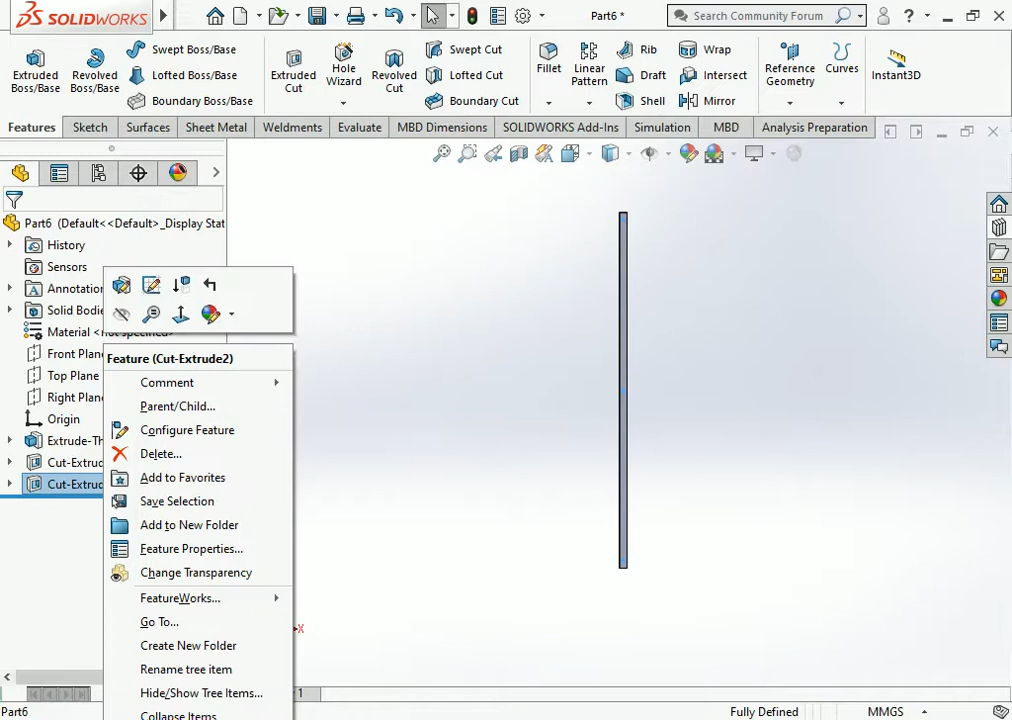 SOLIDWORKS
Part6 *
Search Community Forum
Extruded Boss/Base
Revolved Boss/Base
Swept Boss/Base
Lofted Boss/Base
Boundary Boss/Base
Extruded Cut
Hole Wizard
Revolved Cut
Swept Cut
Lofted Cut
Boundary Cut
Fillet
Linear Pattern
Rib
Draft
Shell
Wrap
Intersect
Mirror
Reference Geometry
Curves
Instant3D
Features
Sketch
Surfaces
Sheet Metal
Weldments
Evaluate
MBD Dimensions
SOLIDWORKS Add-Ins
Simulation
MBD
Analysis Preparation
Part6 (Default<<Default>_Display Stat
History
Sensors
Annotation
Solid Bodie
Material <not specified>
Front Plane
Top Plane
Right Plane
Origin
Extrude-Th
Cut-Extrud
Cut-Extrud
Feature (Cut-Extrude2)
Comment
Parent/Child...
Configure Feature
Delete...
Add to Favorites
Save Selection
Add to New Folder
Feature Properties...
Change Transparency
FeatureWorks...
Go To...
Create New Folder
Rename tree item
Hide/Show Tree Items...
Collapse Items
X
1
Part6
Fully Defined
MMGS